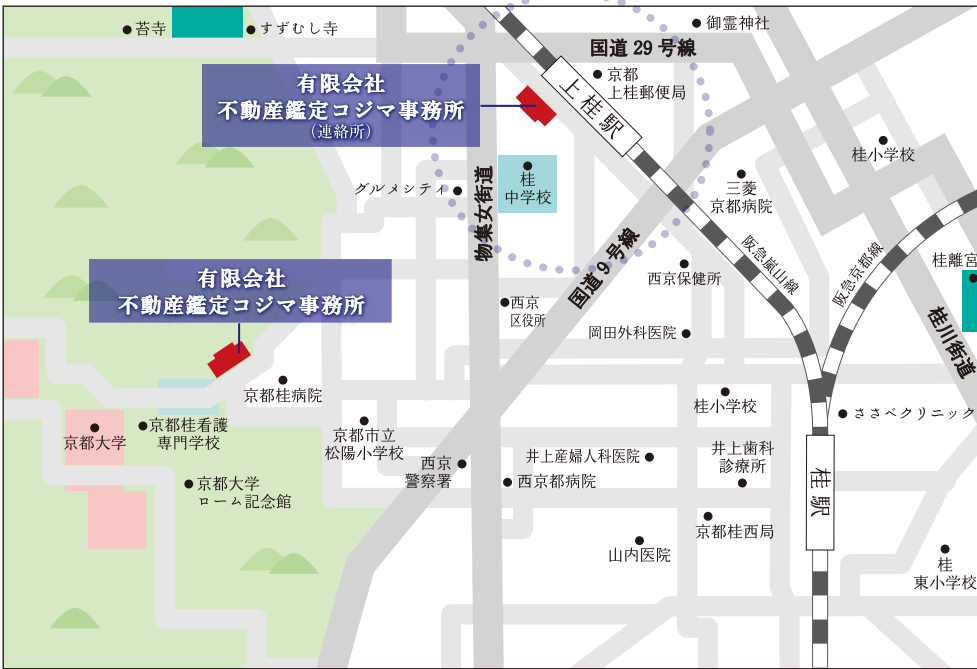 苔寺
すずむし寺
御霊神社
国道29号線
有限会社
不動産鑑定コジマ事務所
(連絡所)
京都
上桂郵便局
上桂駅
桂小学校
桂
中学校
グルメシティ
物集女街道
三菱
京都病院
国道9号線
阪急嵐山線
阪急京都線
桂離宮
西京保健所
有限会社
不動産鑑定コジマ事務所
西京
区役所
岡田外科医院
桂川街道
京都桂病院
桂小学校
ささべクリニック
京都大学
京都桂看護
専門学校
京都市立
松陽小学校
西京
警察署
井上産婦人科医院
井上歯科
診療所
京都大学
ローム記念館
西京都病院
桂駅
京都桂西局
山内医院
桂
東小学校